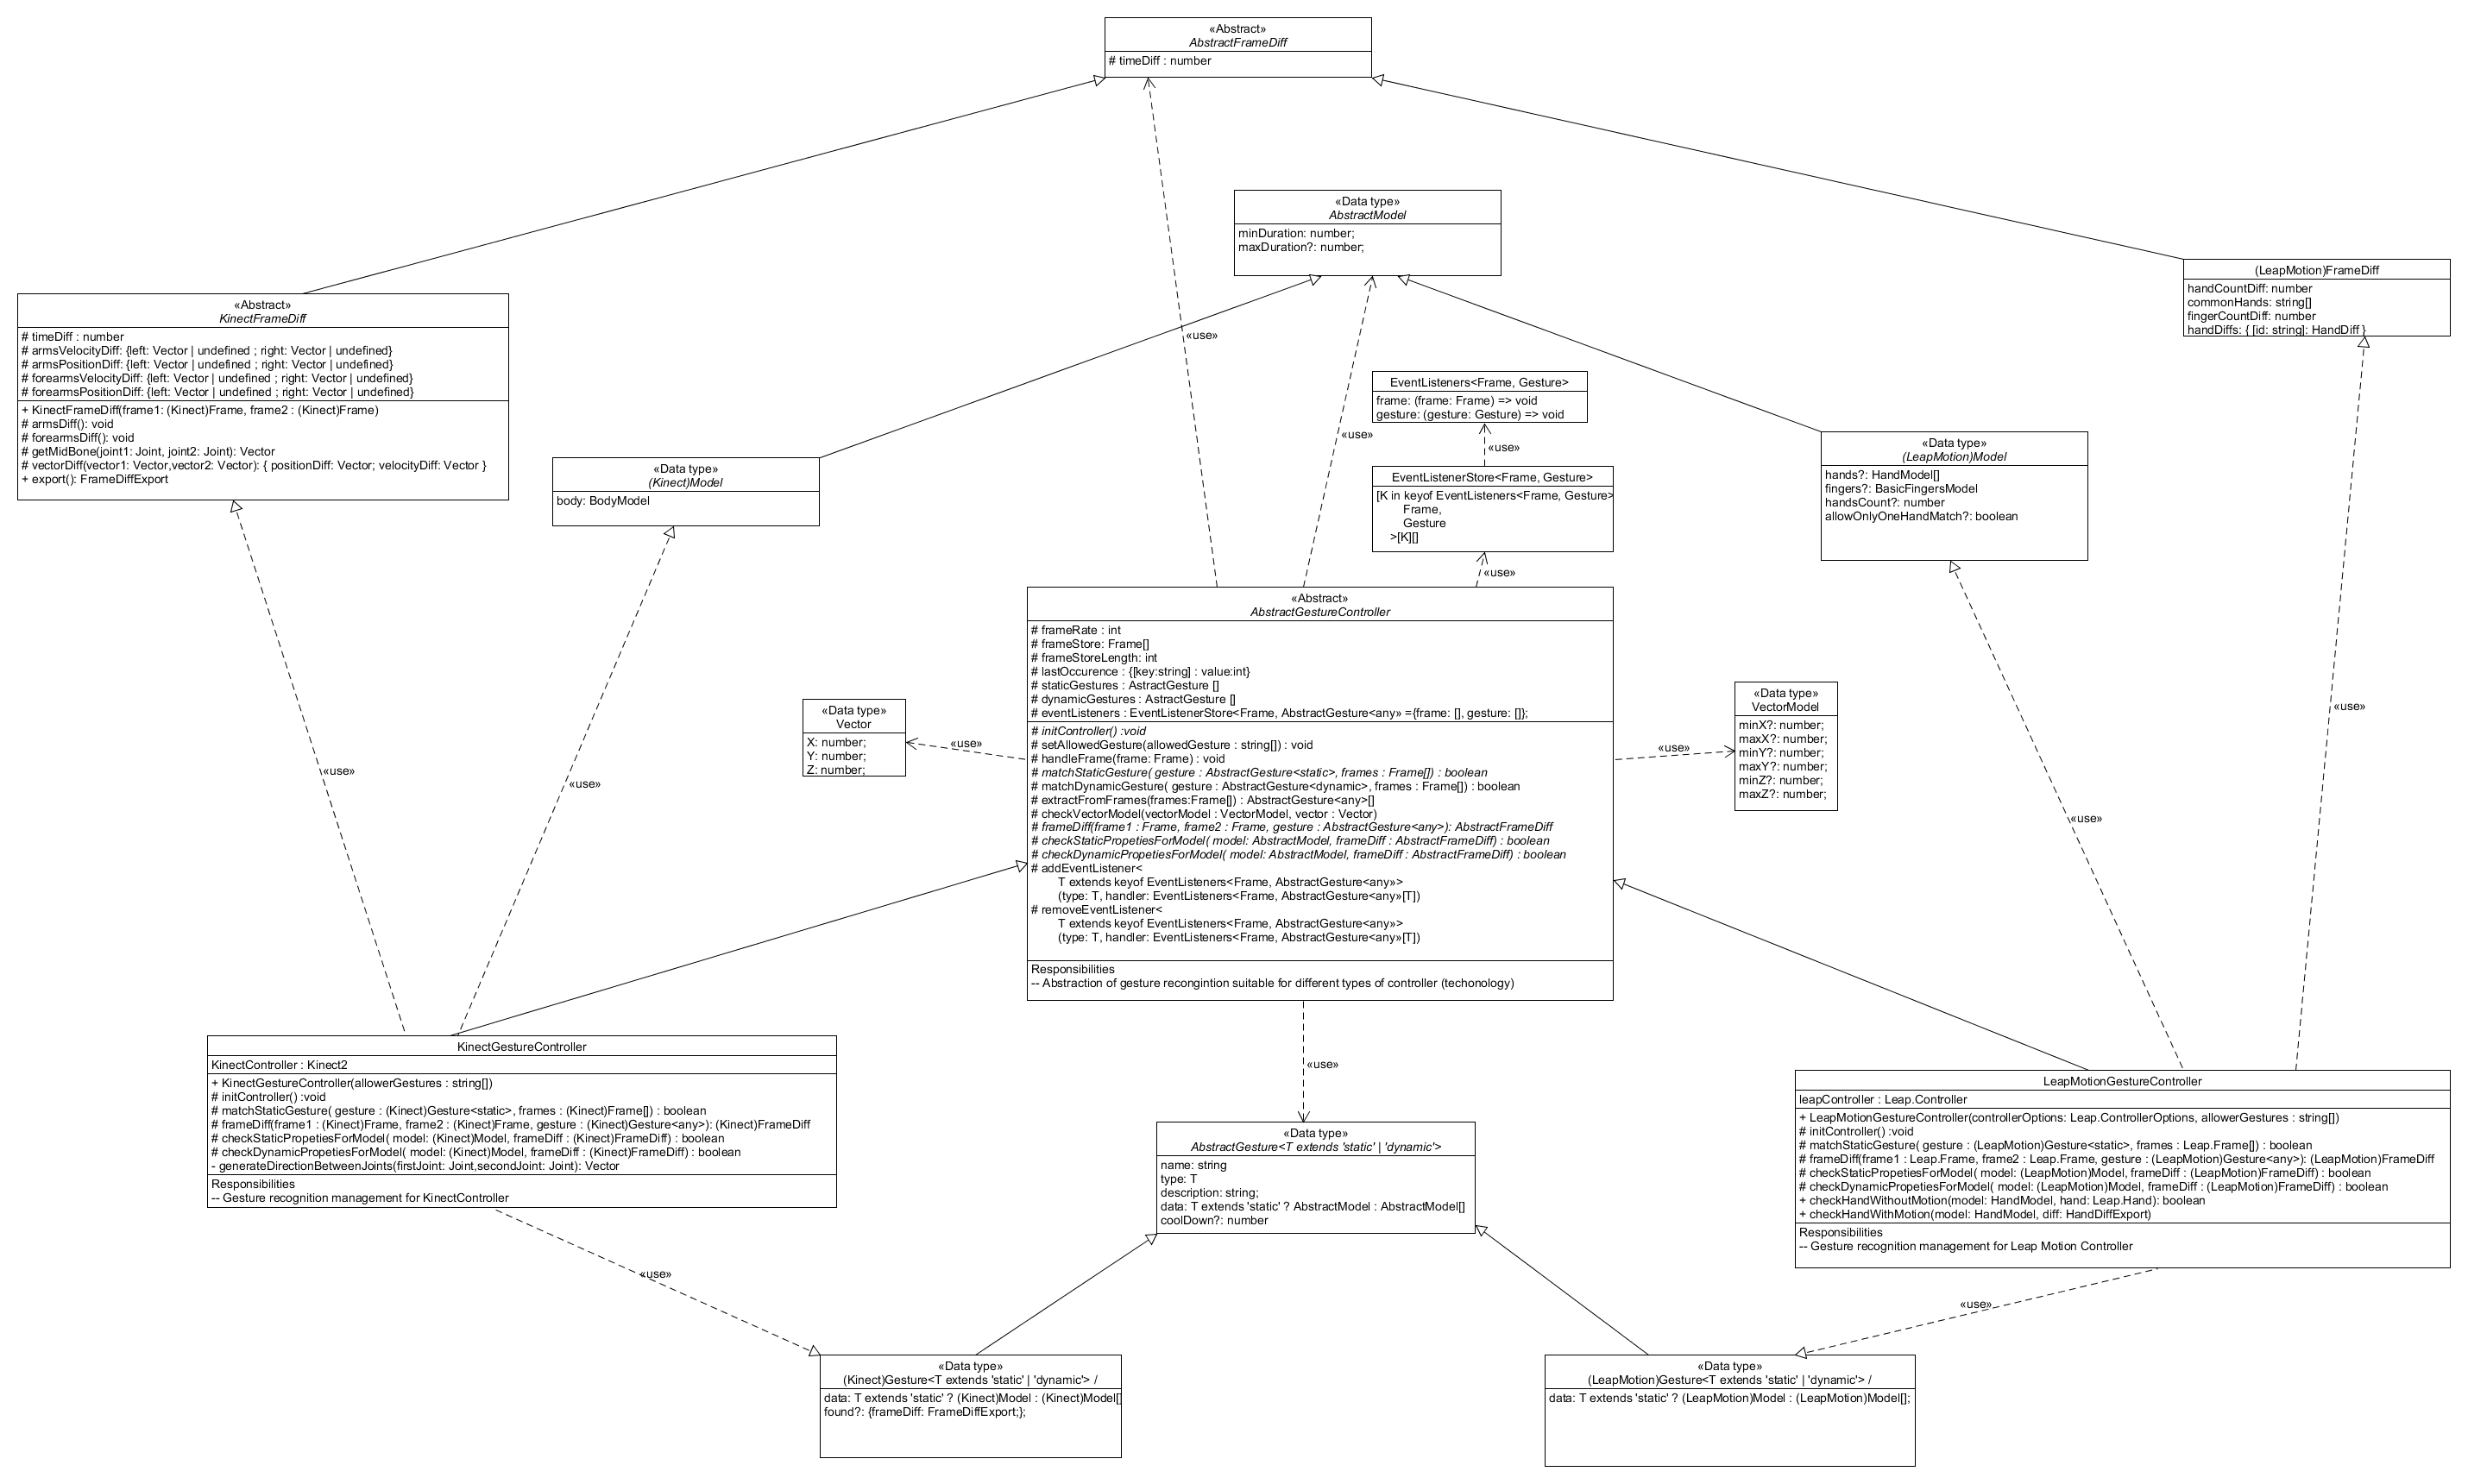 «Abstract»
AbstractFrameDiff
# timeDiff : number
«Data type»
AbstractModel
minDuration: number;
maxDuration?: number;
(LeapMotion)FrameDiff
handCountDiff: number
commonHands: string[]
fingerCountDiff: number
handDiffs: { [id: string]: HandDiff }
«Abstract»
KinectFrameDiff
# timeDiff : number
# armsVelocityDiff: {left: Vector | undefined ; right: Vector | undefined}
# armsPositionDiff: {left: Vector | undefined ; right: Vector | undefined}
# forearmsVelocityDiff: {left: Vector | undefined ; right: Vector | undefined}
# forearmsPositionDiff: {left: Vector | undefined ; right: Vector | undefined}
+ KinectFrameDiff(frame1: (Kinect)Frame, frame2 : (Kinect)Frame)
# armsDiff(): void
# forearmsDiff(): void
# getMidBone(joint1: Joint, joint2: Joint): Vector
# vectorDiff(vector1: Vector,vector2: Vector): { positionDiff: Vector; velocityDiff: Vector }
+ export(): FrameDiffExport
«use»
EventListeners<Frame, Gesture>
frame: (frame: Frame) => void
gesture: (gesture: Gesture) => void
«use»
«use»
«Data type»
(Kinect)Model
body: BodyModel
EventListenerStore<Frame, Gesture>
[K in keyof EventListeners<Frame, Gesture>
Frame,
Gesture
>[K][]
«Data type»
(LeapMotion)Model
hands?: HandModel[]
fingers?: BasicFingersModel
handsCount?: number
allowOnlyOneHandMatch?: boolean
«use»
«Abstract»
AbstractGestureController
# frameRate : int
# frameStore: Frame[]
# frameStoreLength: int
# lastOccurence : {[key:string] : value:int}
# staticGestures : AstractGesture []
# dynamicGestures : AstractGesture []
# eventListeners : EventListenerStore<Frame, AbstractGesture<any» ={frame: [], gesture: []};
# initController() :void
# setAllowedGesture(allowedGesture : string[]) : void
# handleFrame(frame: Frame) : void
# matchStaticGesture( gesture : AbstractGesture<static>, frames : Frame[]) : boolean
# matchDynamicGesture( gesture : AbstractGesture<dynamic>, frames : Frame[]) : boolean
# extractFromFrames(frames:Frame[]) : AbstractGesture<any>[]
# checkVectorModel(vectorModel : VectorModel, vector : Vector)
# frameDiff(frame1 : Frame, frame2 : Frame, gesture : AbstractGesture<any>): AbstractFrameDiff
# checkStaticPropetiesForModel( model: AbstractModel, frameDiff : AbstractFrameDiff) : boolean
# checkDynamicPropetiesForModel( model: AbstractModel, frameDiff : AbstractFrameDiff) : boolean
# addEventListener<
T extends keyof EventListeners<Frame, AbstractGesture<any»>
(type: T, handler: EventListeners<Frame, AbstractGesture<any»[T])
# removeEventListener<
T extends keyof EventListeners<Frame, AbstractGesture<any»>
(type: T, handler: EventListeners<Frame, AbstractGesture<any»[T])
Responsibilities
-- Abstraction of gesture recongintion suitable for different types of controller (techonology)
«Data type»
Vector
X: number;
Y: number;
Z: number;
«use»
«use»
«Data type»
VectorModel
minX?: number;
maxX?: number;
minY?: number;
maxY?: number;
minZ?: number;
maxZ?: number;
«use»
«use»
«use»
«use»
KinectGestureController
KinectController : Kinect2
+ KinectGestureController(allowerGestures : string[])
# initController() :void
# matchStaticGesture( gesture : (Kinect)Gesture<static>, frames : (Kinect)Frame[]) : boolean
# frameDiff(frame1 : (Kinect)Frame, frame2 : (Kinect)Frame, gesture : (Kinect)Gesture<any>): (Kinect)FrameDiff
# checkStaticPropetiesForModel( model: (Kinect)Model, frameDiff : (Kinect)FrameDiff) : boolean
# checkDynamicPropetiesForModel( model: (Kinect)Model, frameDiff : (Kinect)FrameDiff) : boolean
- generateDirectionBetweenJoints(firstJoint: Joint,secondJoint: Joint): Vector
Responsibilities
-- Gesture recognition management for KinectController
«use»
LeapMotionGestureController
leapController : Leap.Controller
+ LeapMotionGestureController(controllerOptions: Leap.ControllerOptions, allowerGestures : string[])
# initController() :void
# matchStaticGesture( gesture : (LeapMotion)Gesture<static>, frames : Leap.Frame[]) : boolean
# frameDiff(frame1 : Leap.Frame, frame2 : Leap.Frame, gesture : (LeapMotion)Gesture<any>): (LeapMotion)FrameDiff
# checkStaticPropetiesForModel( model: (LeapMotion)Model, frameDiff : (LeapMotion)FrameDiff) : boolean
# checkDynamicPropetiesForModel( model: (LeapMotion)Model, frameDiff : (LeapMotion)FrameDiff) : boolean
+ checkHandWithoutMotion(model: HandModel, hand: Leap.Hand): boolean
+ checkHandWithMotion(model: HandModel, diff: HandDiffExport)
Responsibilities
-- Gesture recognition management for Leap Motion Controller
«Data type»
AbstractGesture<T extends 'static' | 'dynamic'>
name: string
type: T
description: string;
data: T extends 'static' ? AbstractModel : AbstractModel[]
coolDown?: number
«use»
«use»
«Data type»
(Kinect)Gesture<T extends 'static' | 'dynamic'> /
data: T extends 'static' ? (Kinect)Model : (Kinect)Model[]
found?: {frameDiff: FrameDiffExport;};
«Data type»
(LeapMotion)Gesture<T extends 'static' | 'dynamic'> /
data: T extends 'static' ? (LeapMotion)Model : (LeapMotion)Model[];